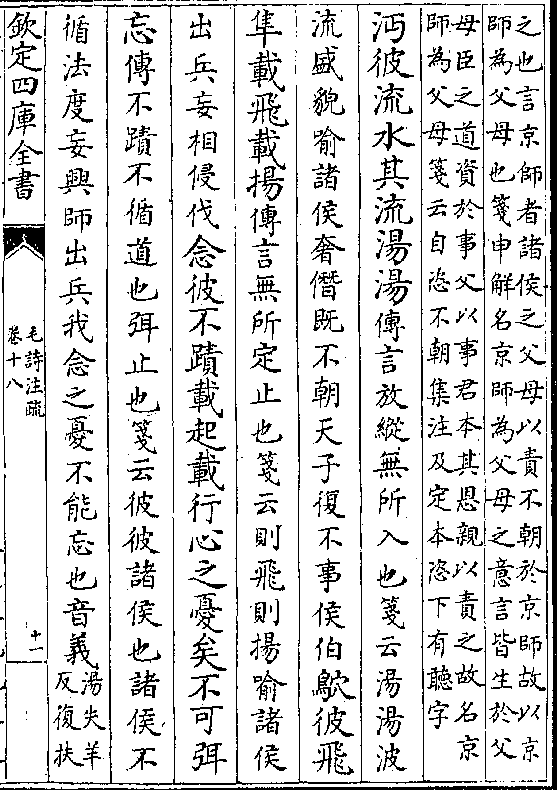 之也言京師者諸侯之父母以責不朝於京師故以京
師為父母也箋申解名京師為父母之意言皆生於父
母臣之道資於事父以事君本其恩親以責之故名京
師為父母箋云自恣不朝集注及定本恣下有聽字
沔彼流水其流湯湯傳言放縱無所入也箋云湯湯波
流盛貌喻諸侯奢僭既不朝天子復不事侯伯鴥彼飛
隼載飛載揚傳言無所定止也箋云則飛則揚喻諸侯
出兵妄相侵伐念彼不蹟載起載行心之憂矣不可弭
忘傳不蹟不循道也弭止也箋云彼彼諸侯也諸侯不
循法度妄興師出兵我念之憂不能忘也音義湯失羊
反復扶
欽定四庫全書
毛詩注疏
卷十八
十一